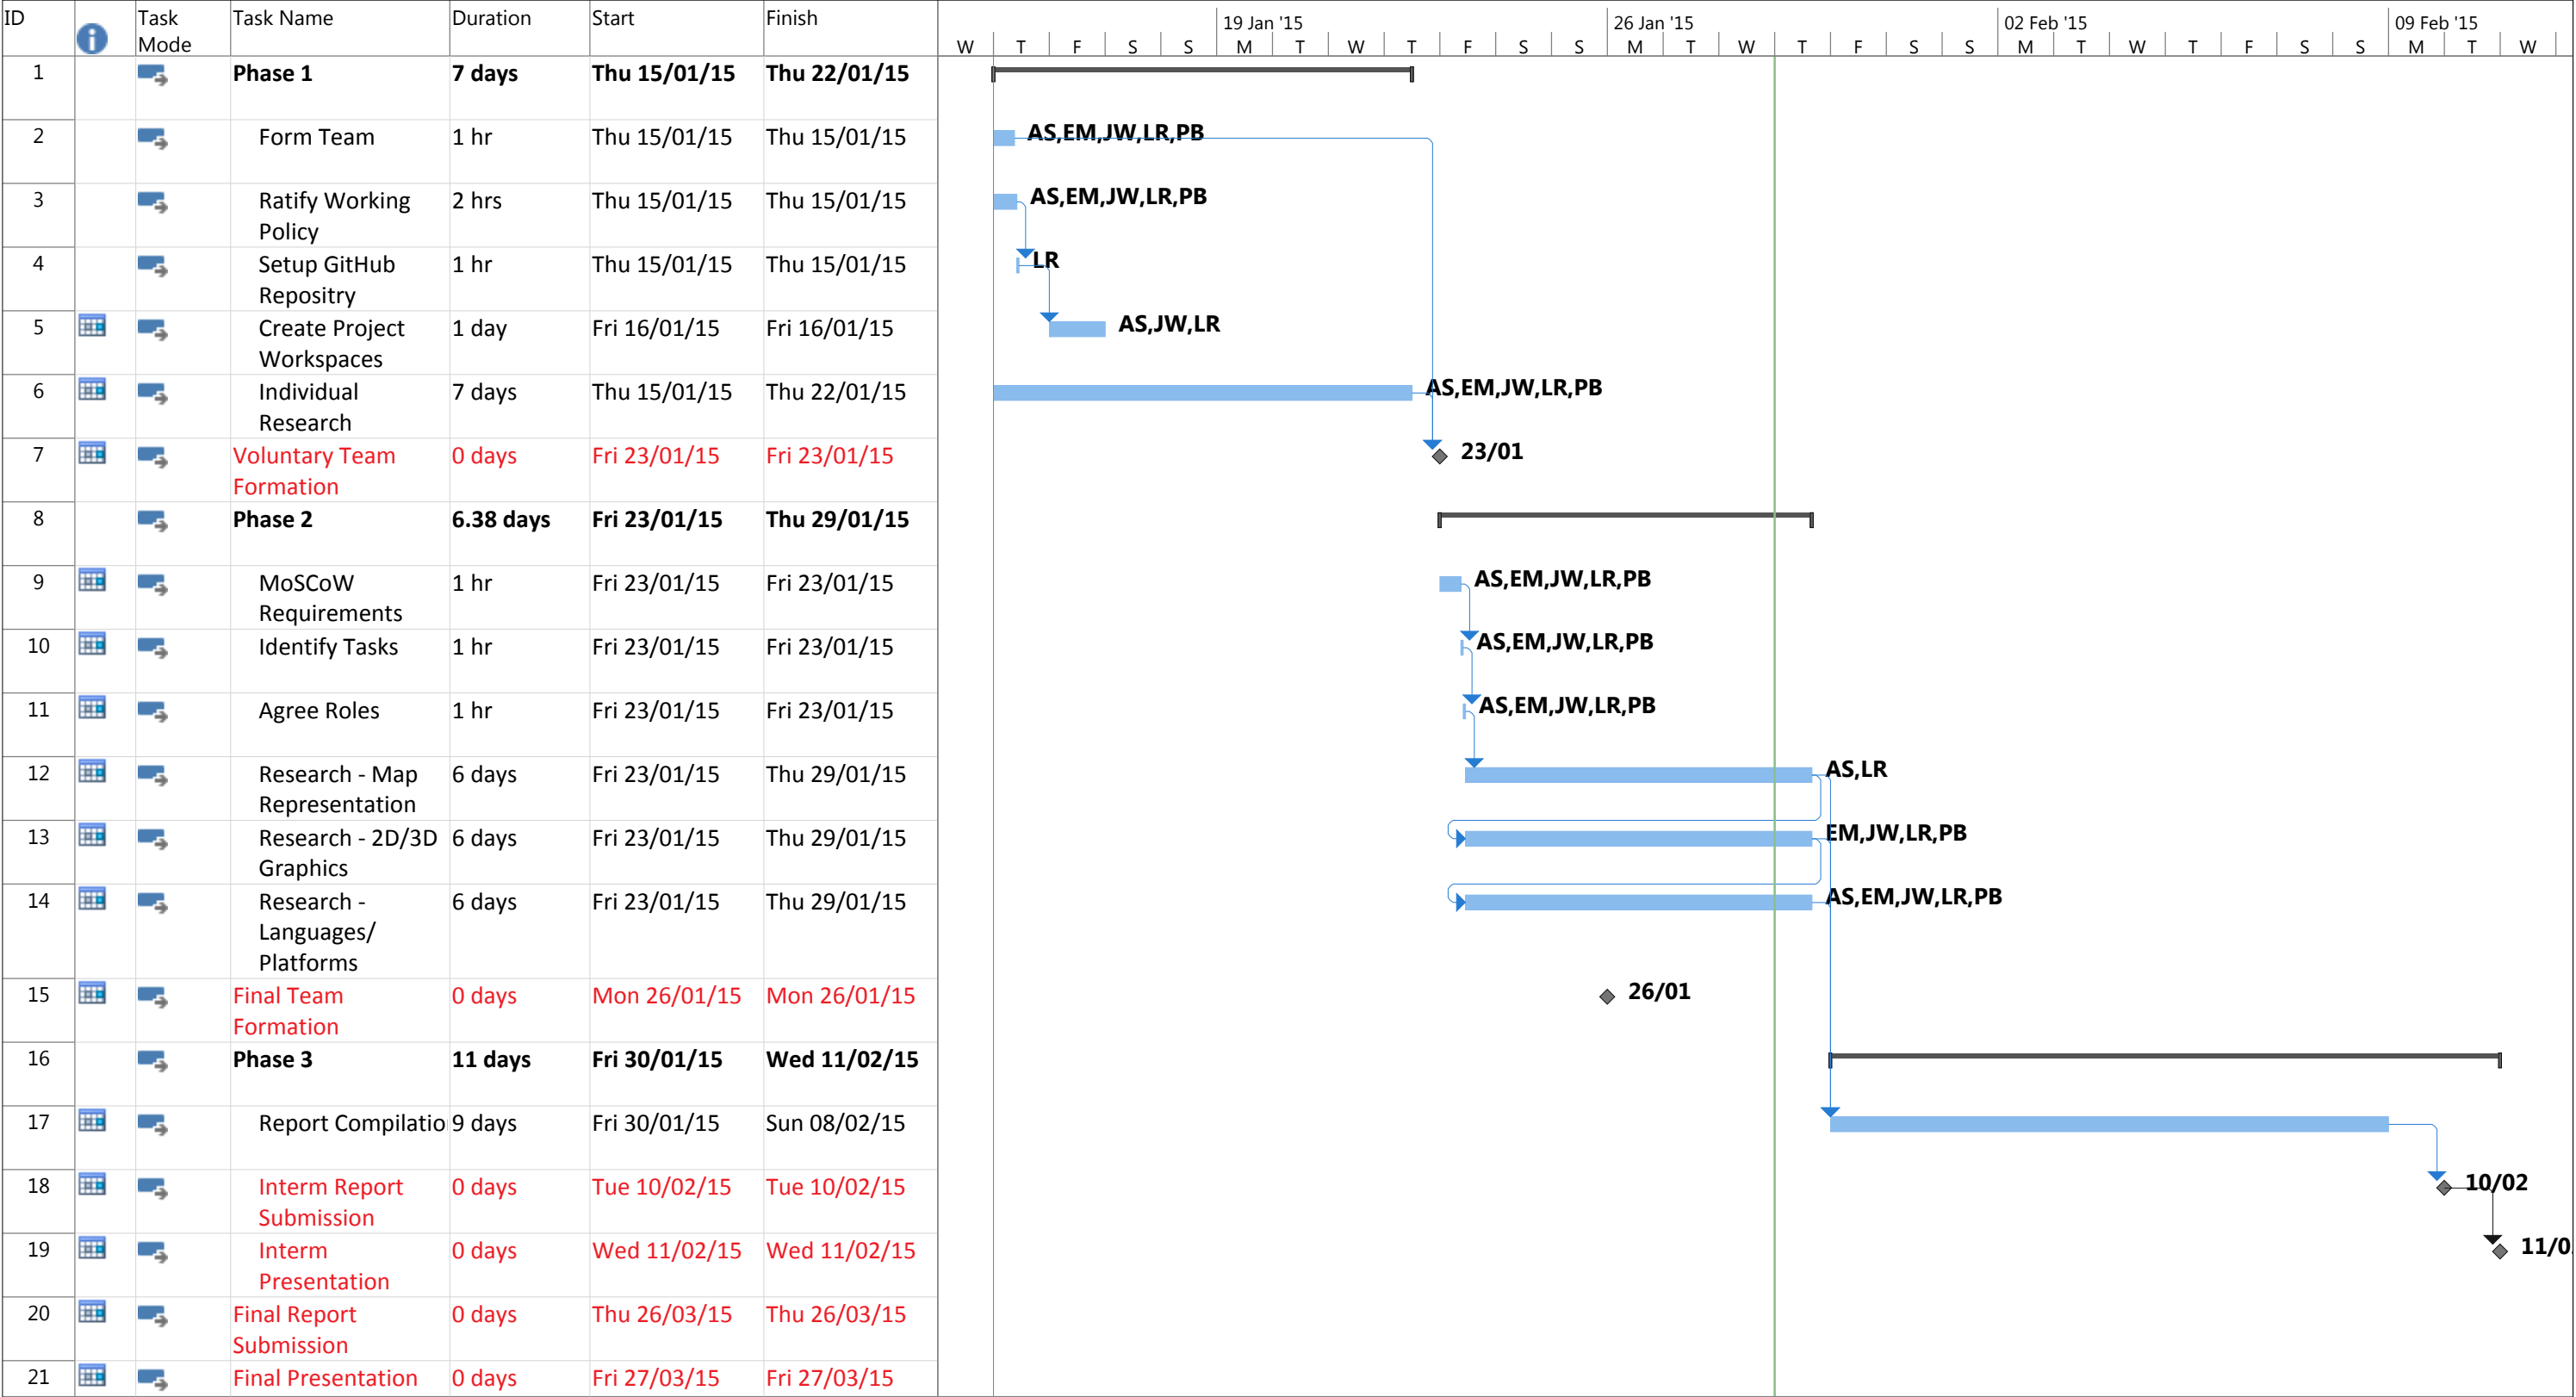 ID Task Mode Task Name Duration Start Finish
19 Jan '15 26 Jan '15 02 Feb '15 09 Feb '15
W T F S S M T W T F S S M T W T F S S M T W T F S S M T W
1 Phase 1 7 days Thu 15/01/15 Thu 22/01/15
2 Form Team 1 hr Thu 15/01/15 Thu 15/01/15 AS,EM,JW,LR,PB
3 Ratify Working 2 hrs Thu 15/01/15 Thu 15/01/15 AS,EM,JW,LR,PB
Policy
4 Setup GitHub 1 hr Thu 15/01/15 Thu 15/01/15 LR
Repositry
5 Create Project 1 day Fri 16/01/15 Fri 16/01/15 AS,JW,LR
Workspaces
6 Individual 7 days Thu 15/01/15 Thu 22/01/15 AS,EM,JW,LR,PB
Research
7 Voluntary Team 0 days Fri 23/01/15 Fri 23/01/15 23/01
Formation
8 Phase 2 6.38 days Fri 23/01/15 Thu 29/01/15
9 MoSCoW 1 hr Fri 23/01/15 Fri 23/01/15 AS,EM,JW,LR,PB
Requirements
10 Identify Tasks 1 hr Fri 23/01/15 Fri 23/01/15 AS,EM,JW,LR,PB
11 Agree Roles 1 hr Fri 23/01/15 Fri 23/01/15 AS,EM,JW,LR,PB
12 Research - Map 6 days Fri 23/01/15 Thu 29/01/15 AS,LR
Representation
13 Research - 2D/3D 6 days Fri 23/01/15 Thu 29/01/15 EM,JW,LR,PB
Graphics
14 Research - 6 days Fri 23/01/15 Thu 29/01/15 AS,EM,JW,LR,PB
Languages/
Platforms
15 Final Team 0 days Mon 26/01/15 Mon 26/01/15 26/01
Formation
16 Phase 3 11 days Fri 30/01/15 Wed 11/02/15
17 Report Compilatio 9 days Fri 30/01/15 Sun 08/02/15
18 Interm Report 0 days Tue 10/02/15 Tue 10/02/15 10/02
Submission
19 Interm 0 days Wed 11/02/15 Wed 11/02/15 11/0
Presentation
20 Final Report 0 days Thu 26/03/15 Thu 26/03/15
Submission
21 Final Presentation 0 days Fri 27/03/15 Fri 27/03/15